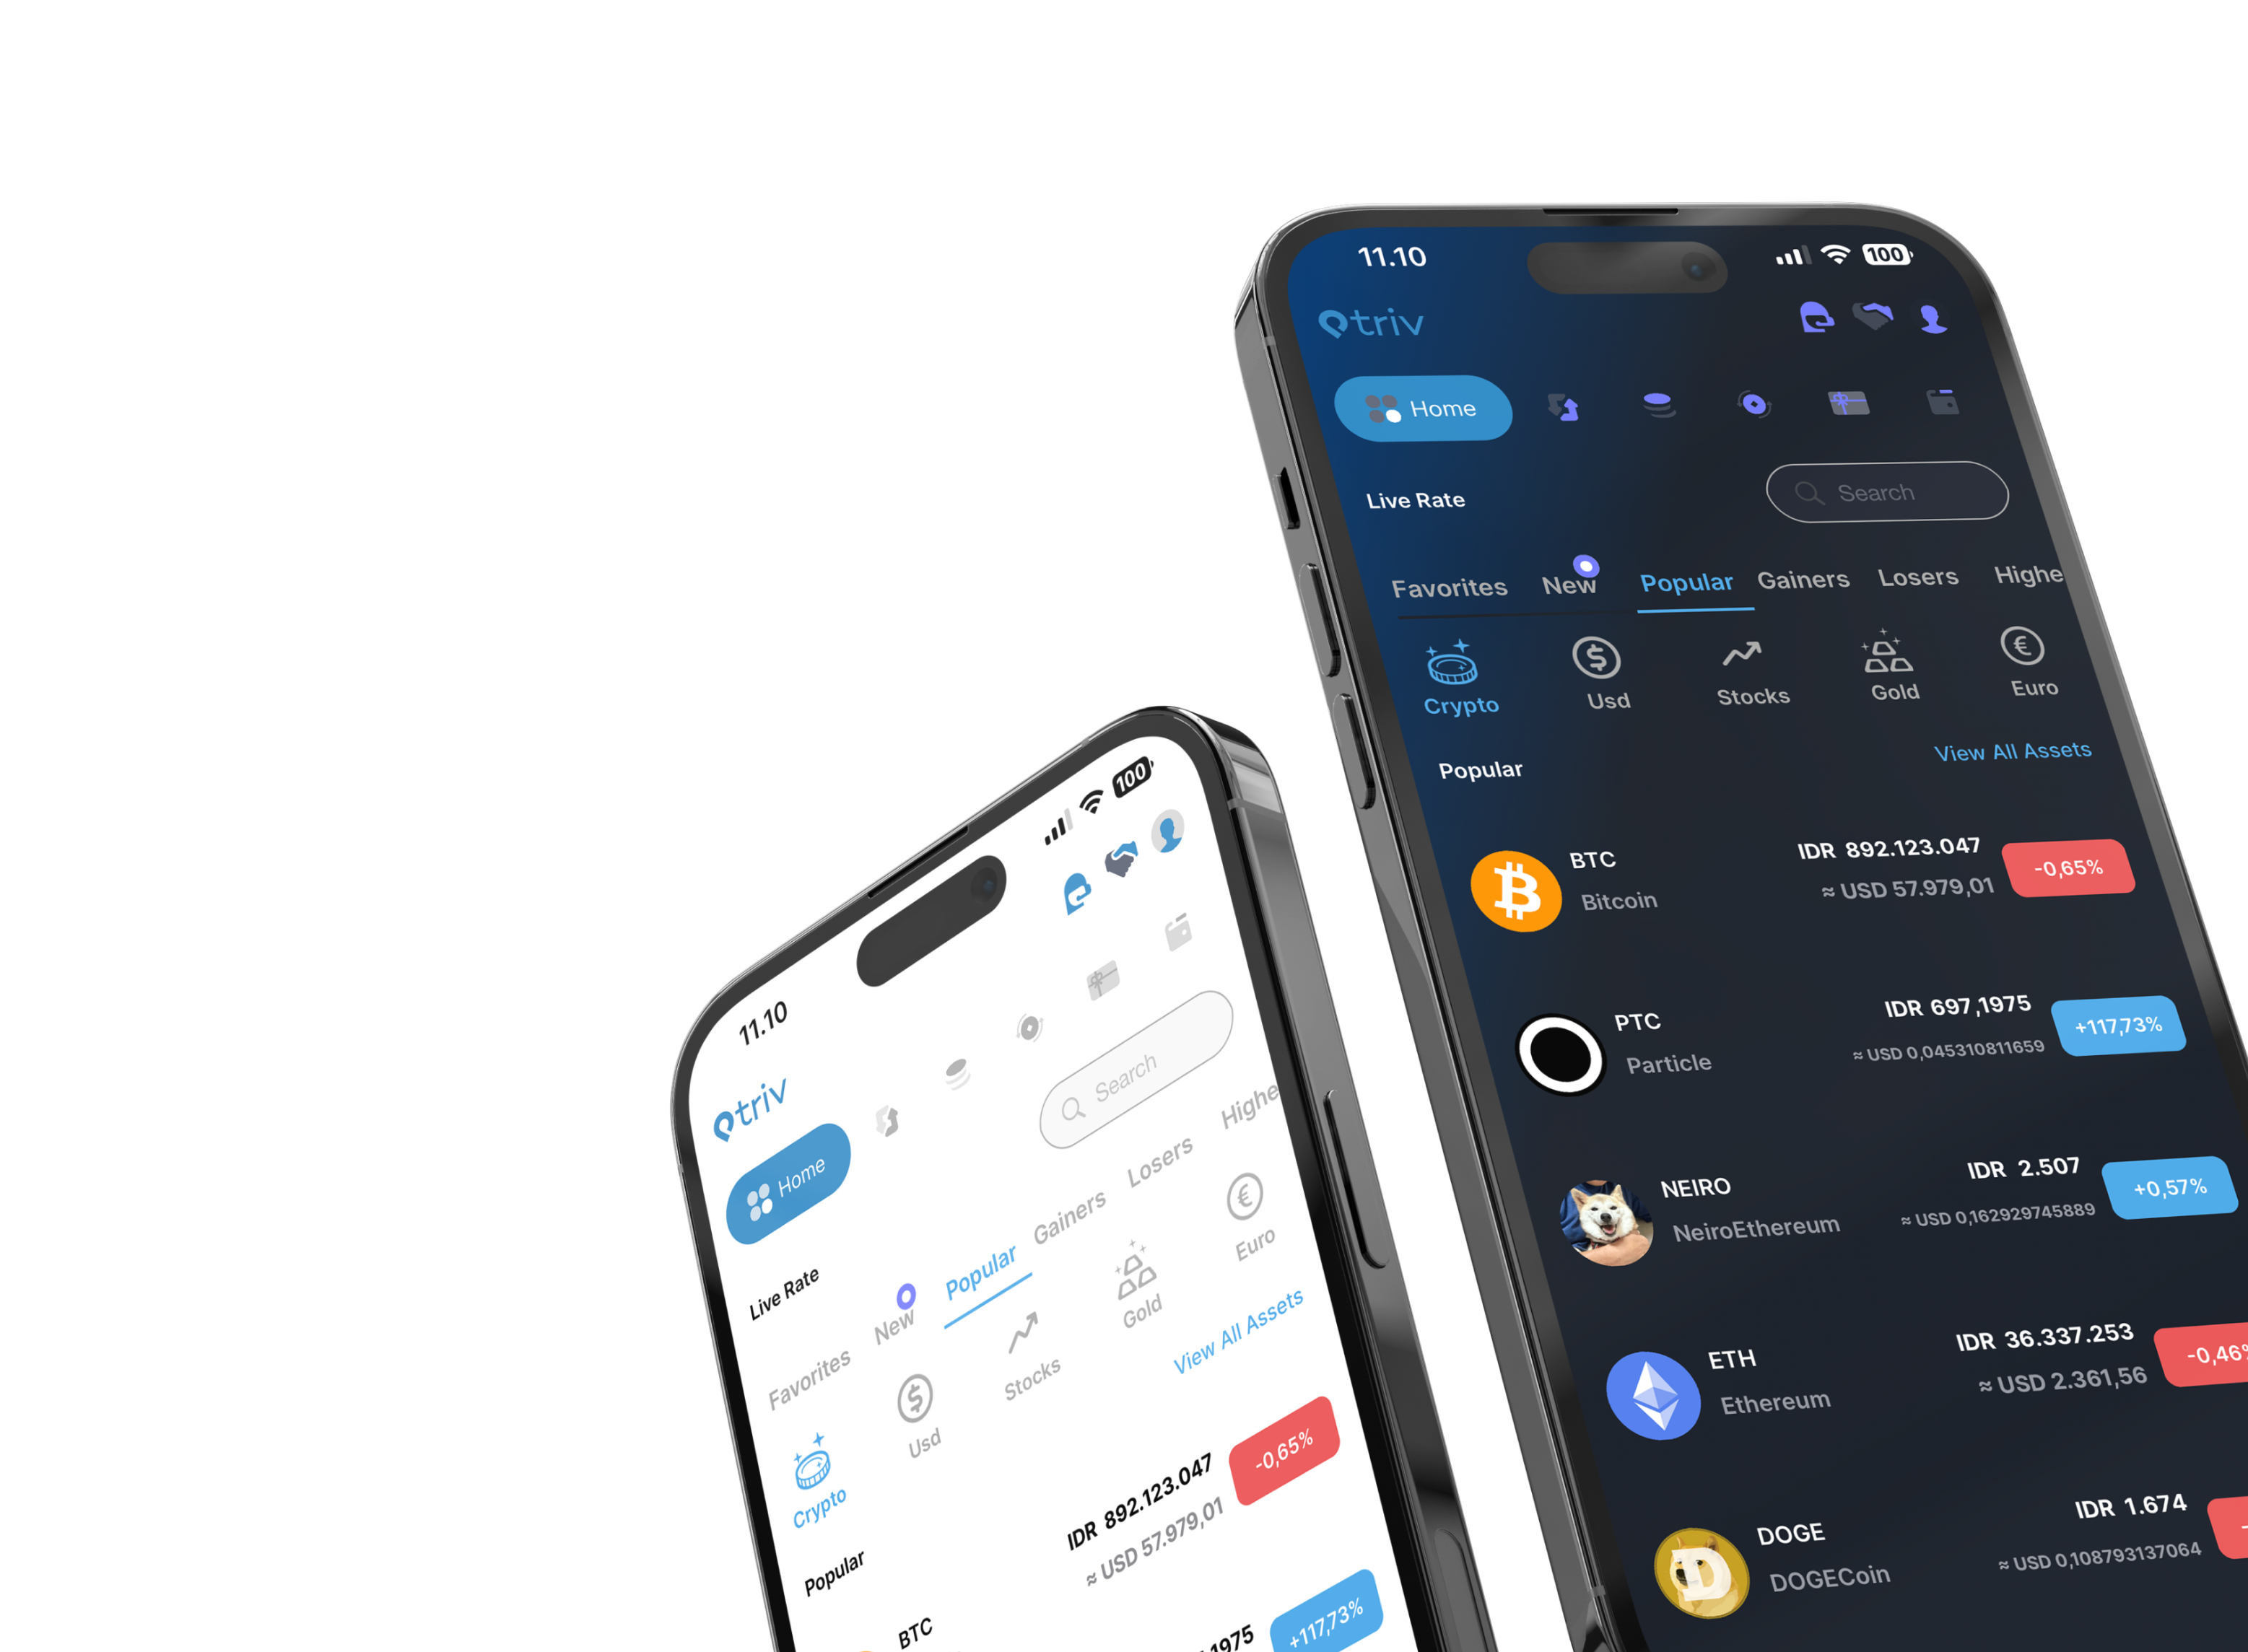 11.10
100
triv
Home
Live Rate
Search
Favorites New Popular Gainers Losers Highe
Crypto Usd Stocks Gold Euro
Popular
View All Assets
BTC
Bitcoin
IDR 892.123.047
≈ USD 57.979,01
-0,65%
PTC
Particle
IDR 697,1975
≈ USD 0,045310811659
+117,73%
NEIRO
NeiroEthereum
IDR 2.507
≈ USD 0,162929745889
+0,57%
ETH
Ethereum
IDR 36.337.253
≈ USD 2.361,56
-0,46%
DOGE
DOGECoin
IDR 1.674
≈ USD 0,108793137064
11.10
100
triv
Home
Live Rate
Search
Favorites New Popular Gainers Losers Highe
Crypto Usd Stocks Gold Euro
Popular
View All Assets
BTC
IDR 892.123.047
≈ USD 57.979,01
-0,65%
1975
+117,73%